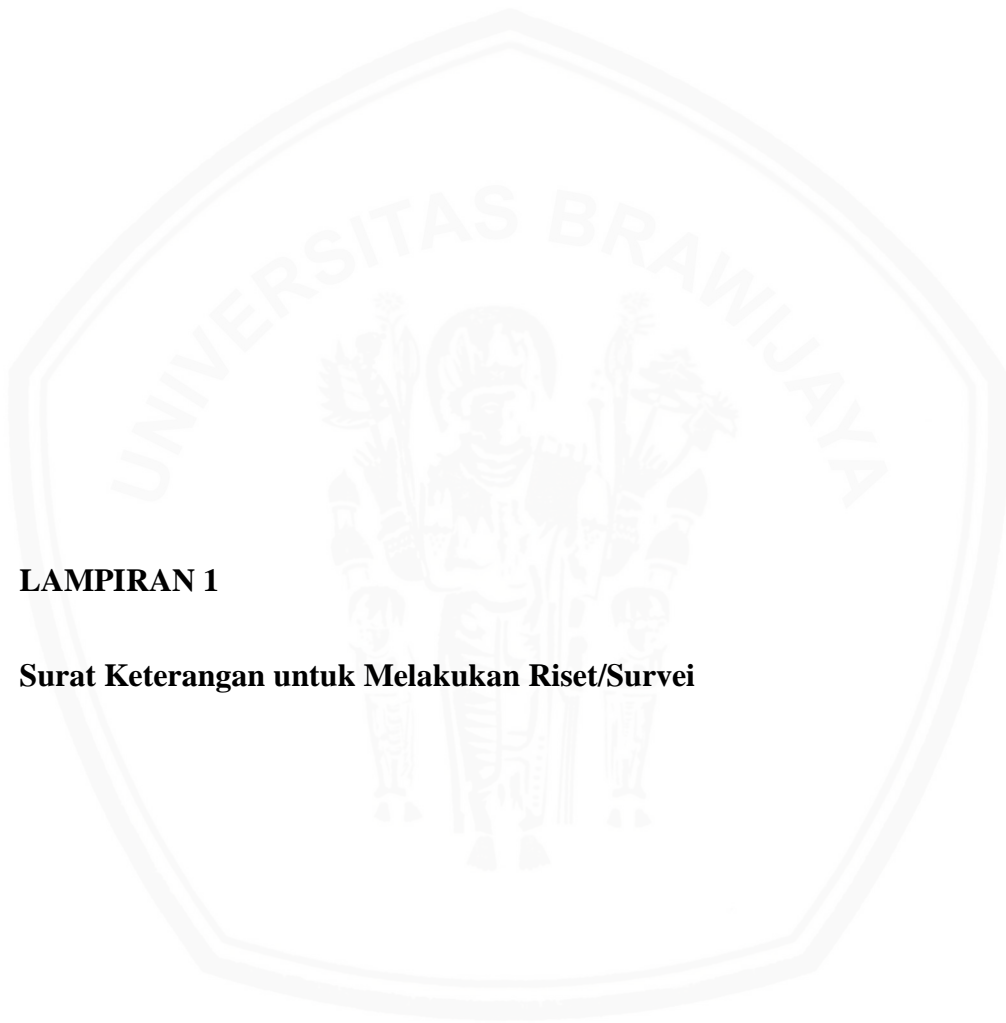 UNIVERSITAS BRAWIJAYA
LAMPIRAN 1
Surat Keterangan untuk Melakukan Riset/Survei